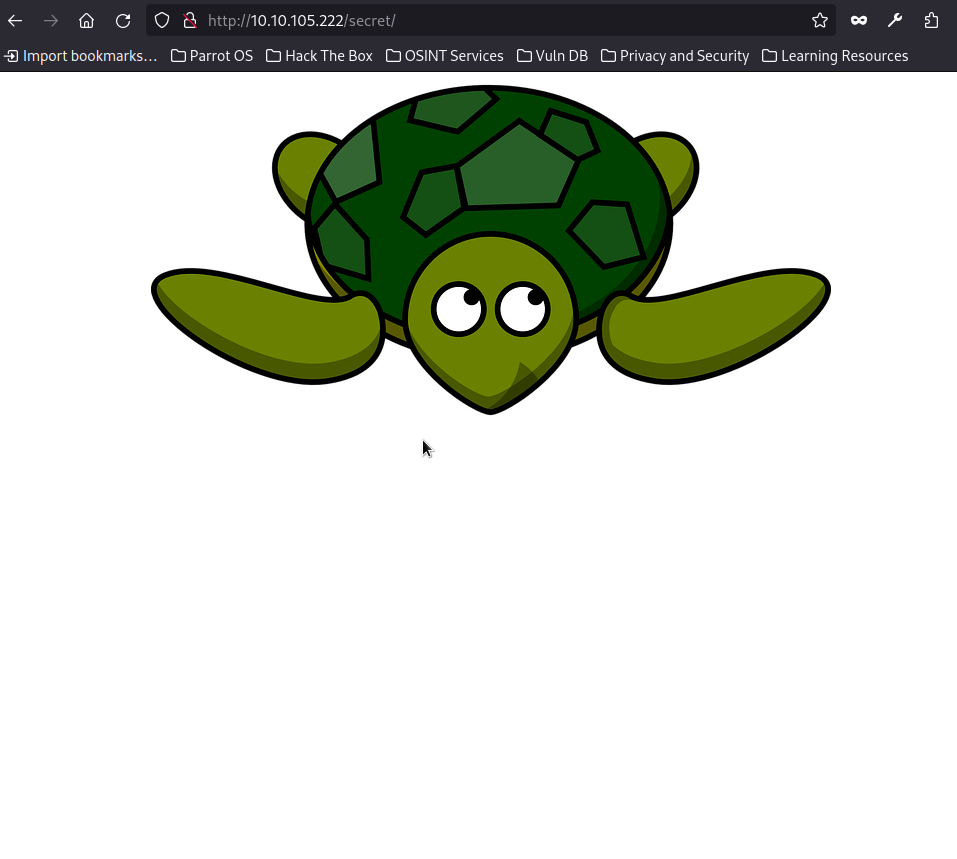 http://10.10.105.222/secret/
Import bookmarks… Parrot OS Hack The Box OSINT Services Vuln DB Privacy and Security Learning Resources